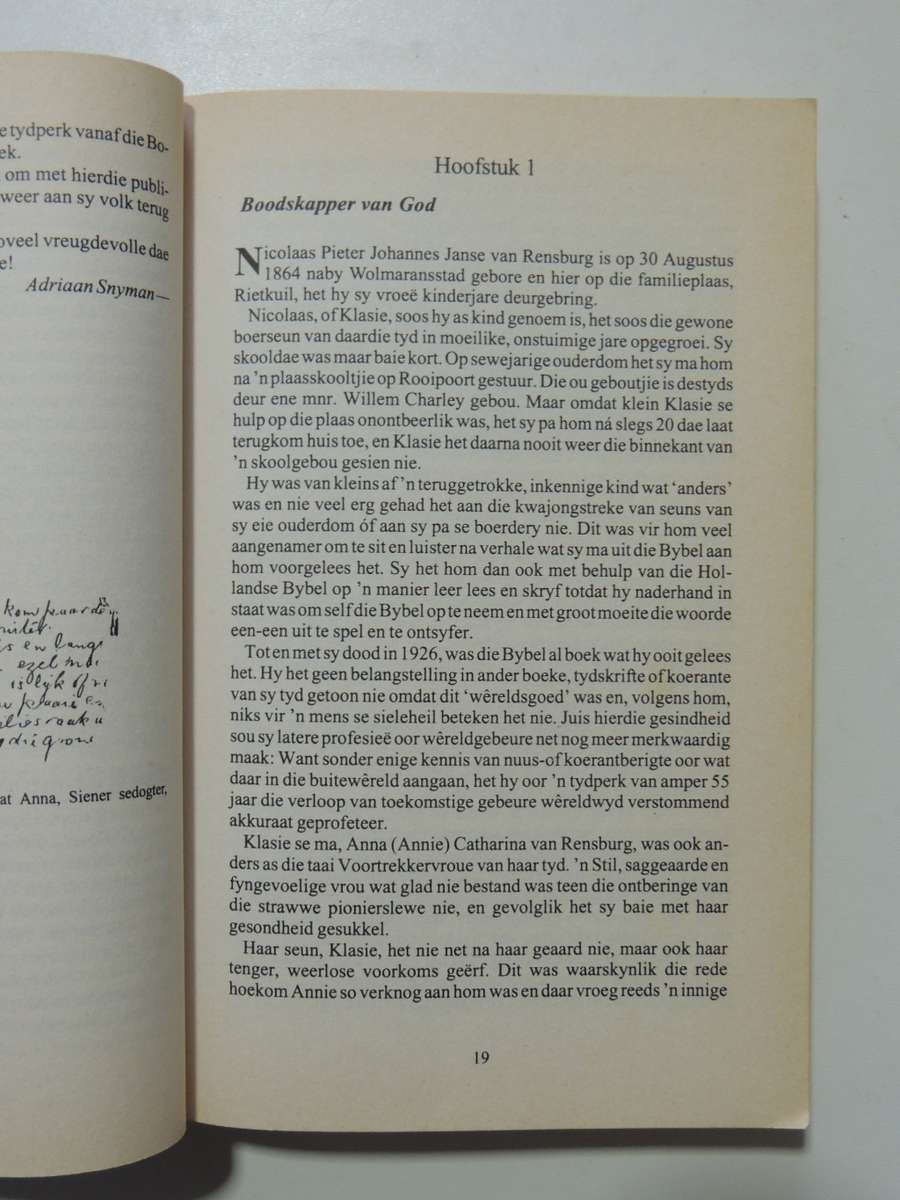 e tydperk vanaf die Bo-
ek.
om met hierdie publi-
weer aan sy volk terug
oveel vreugdevolle dae
e!
Adriaan Snyman—
at Anna, Siener sedogter,
Hoofstuk 1
Boodskapper van God
Nicolaas Pieter Johannes Janse van Rensburg is op 30 Augustus
1864 naby Wolmaransstad gebore en hier op die familieplaas,
Rietkuil, het hy sy vroeë kinderjare deurgebring.
Nicolaas, of Klasie, soos hy as kind genoem is, het soos die gewone
boerseun van daardie tyd in moeilike, onstuimige jare opgegroei. Sy
skooldae was maar baie kort. Op sewejarige ouderdom het sy ma hom
na 'n plaasskooltjie op Rooipoort gestuur. Die ou geboutjie is destyds
deur ene mnr. Willem Charley gebou. Maar omdat klein Klasie se
hulp op die plaas onontbeerlik was, het sy pa hom ná slegs 20 dae laat
terugkom huis toe, en Klasie het daarna nooit weer die binnekant van
'n skoolgebou gesien nie.
Hy was van kleins af 'n teruggetrokke, inkennige kind wat 'anders'
was en nie veel erg gehad het aan die kwajongstreke van seuns van
sy eie ouderdom óf aan sy pa se boerdery nie. Dit was vir hom veel
aangenamer om te sit en luister na verhale wat sy ma uit die Bybel aan
hom voorgelees het. Sy het hom dan ook met behulp van die Hol-
landse Bybel op 'n manier leer lees en skryf totdat hy naderhand in
staat was om self die Bybel op te neem en met groot moeite die woorde
een-een uit te spel en te ontsyfer.
Tot en met sy dood in 1926, was die Bybel al boek wat hy ooit gelees
het. Hy het geen belangstelling in ander boeke, tydskrifte of koerante
van sy tyd getoon nie omdat dit 'wêreldsgoed' was en, volgens hom,
niks vir 'n mens se sieleheil beteken het nie. Juis hierdie gesindheid
sou sy latere profesieë oor wêreldgebeure net nog meer merkwaardig
maak: Want sonder enige kennis van nuus-of koerantberigte oor wat
daar in die buitewêreld aangaan, het hy oor 'n tydperk van amper 55
jaar die verloop van toekomstige gebeure wêreldwyd verstommend
akkuraat geprofeteer.
Klasie se ma, Anna (Annie) Catharina van Rensburg, was ook an-
ders as die taai Voortrekkervroue van haar tyd. 'n Stil, saggeaarde en
fyngevoelige vrou wat glad nie bestand was teen die ontberinge van
die strawwe pionierslewe nie, en gevolglik het sy baie met haar
gesondheid gesukkel.
Haar seun, Klasie, het nie net na haar geaard nie, maar ook haar
tenger, weerlose voorkoms geërf. Dit was waarskynlik die rede
hoekom Annie so verknog aan hom was en daar vroeg reeds 'n innige
19